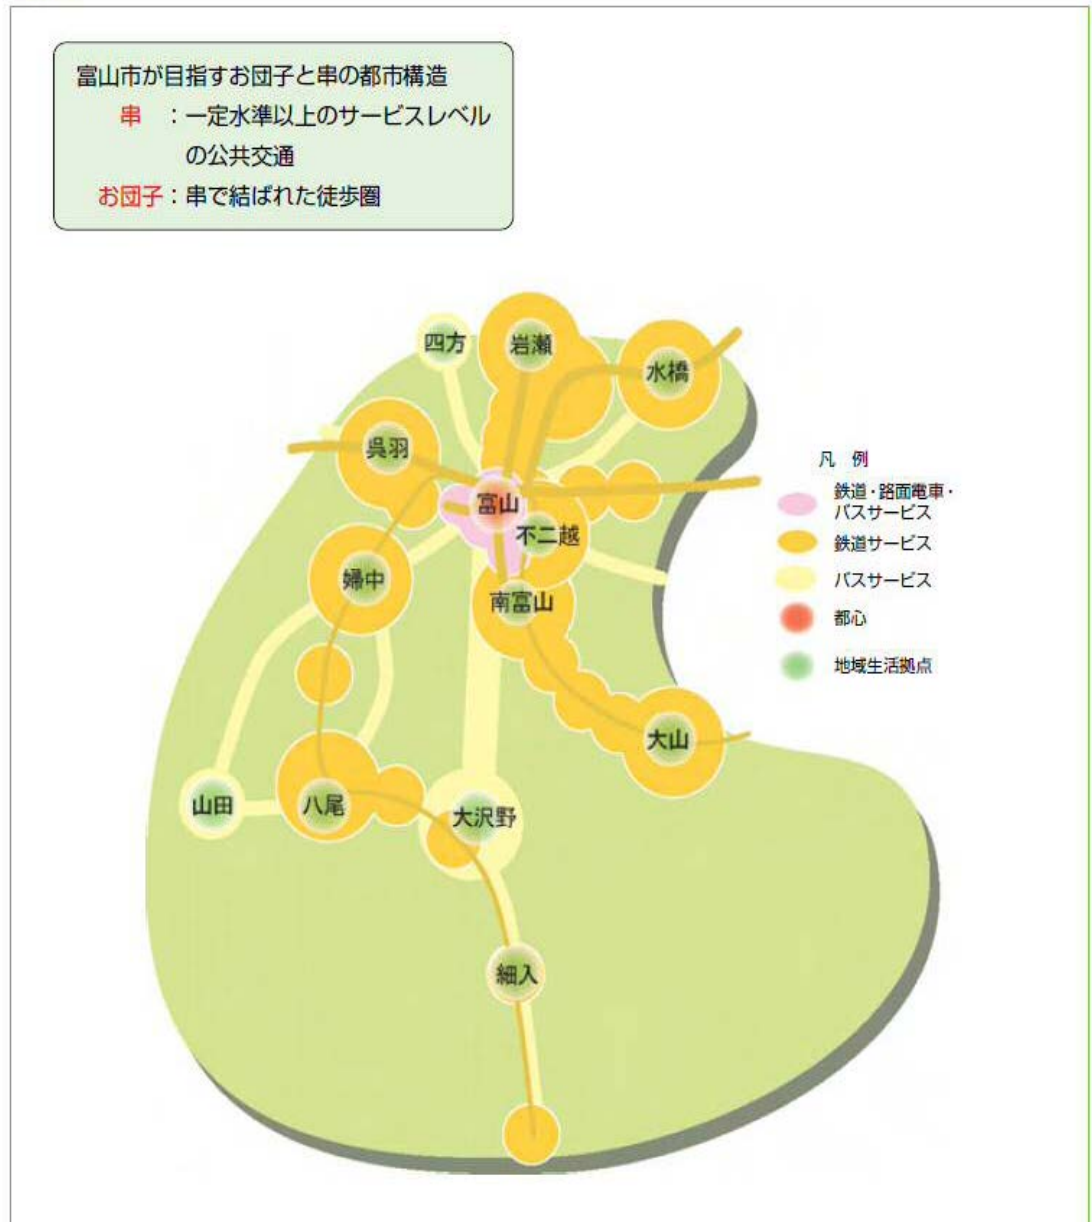 富山市が目指すお団子と串の都市構造
串 ：一定水準以上のサービスレベル
の公共交通
お団子：串で結ばれた徒歩圏
四方
岩瀬
水橋
呉羽
富山
不二越
婦中
南富山
大山
山田
八尾
大沢野
細入
凡 例
鉄道・路面電車・
バスサービス
鉄道サービス
バスサービス
都心
地域生活拠点